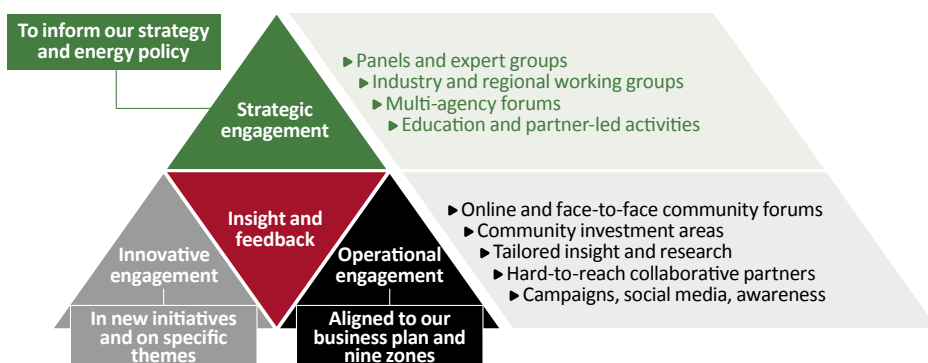 To inform our strategy
and energy policy
Strategic
engagement
▶ Panels and expert groups
▶ Industry and regional working groups
▶ Multi-agency forums
▶ Education and partner-led activities
Insight and
feedback
Innovative
engagement
In new initiatives
and on specific
themes
Operational
engagement
Aligned to our
business plan and
nine zones
▶ Online and face-to-face community forums
▶ Community investment areas
▶ Tailored insight and research
▶ Hard-to-reach collaborative partners
▶ Campaigns, social media, awareness